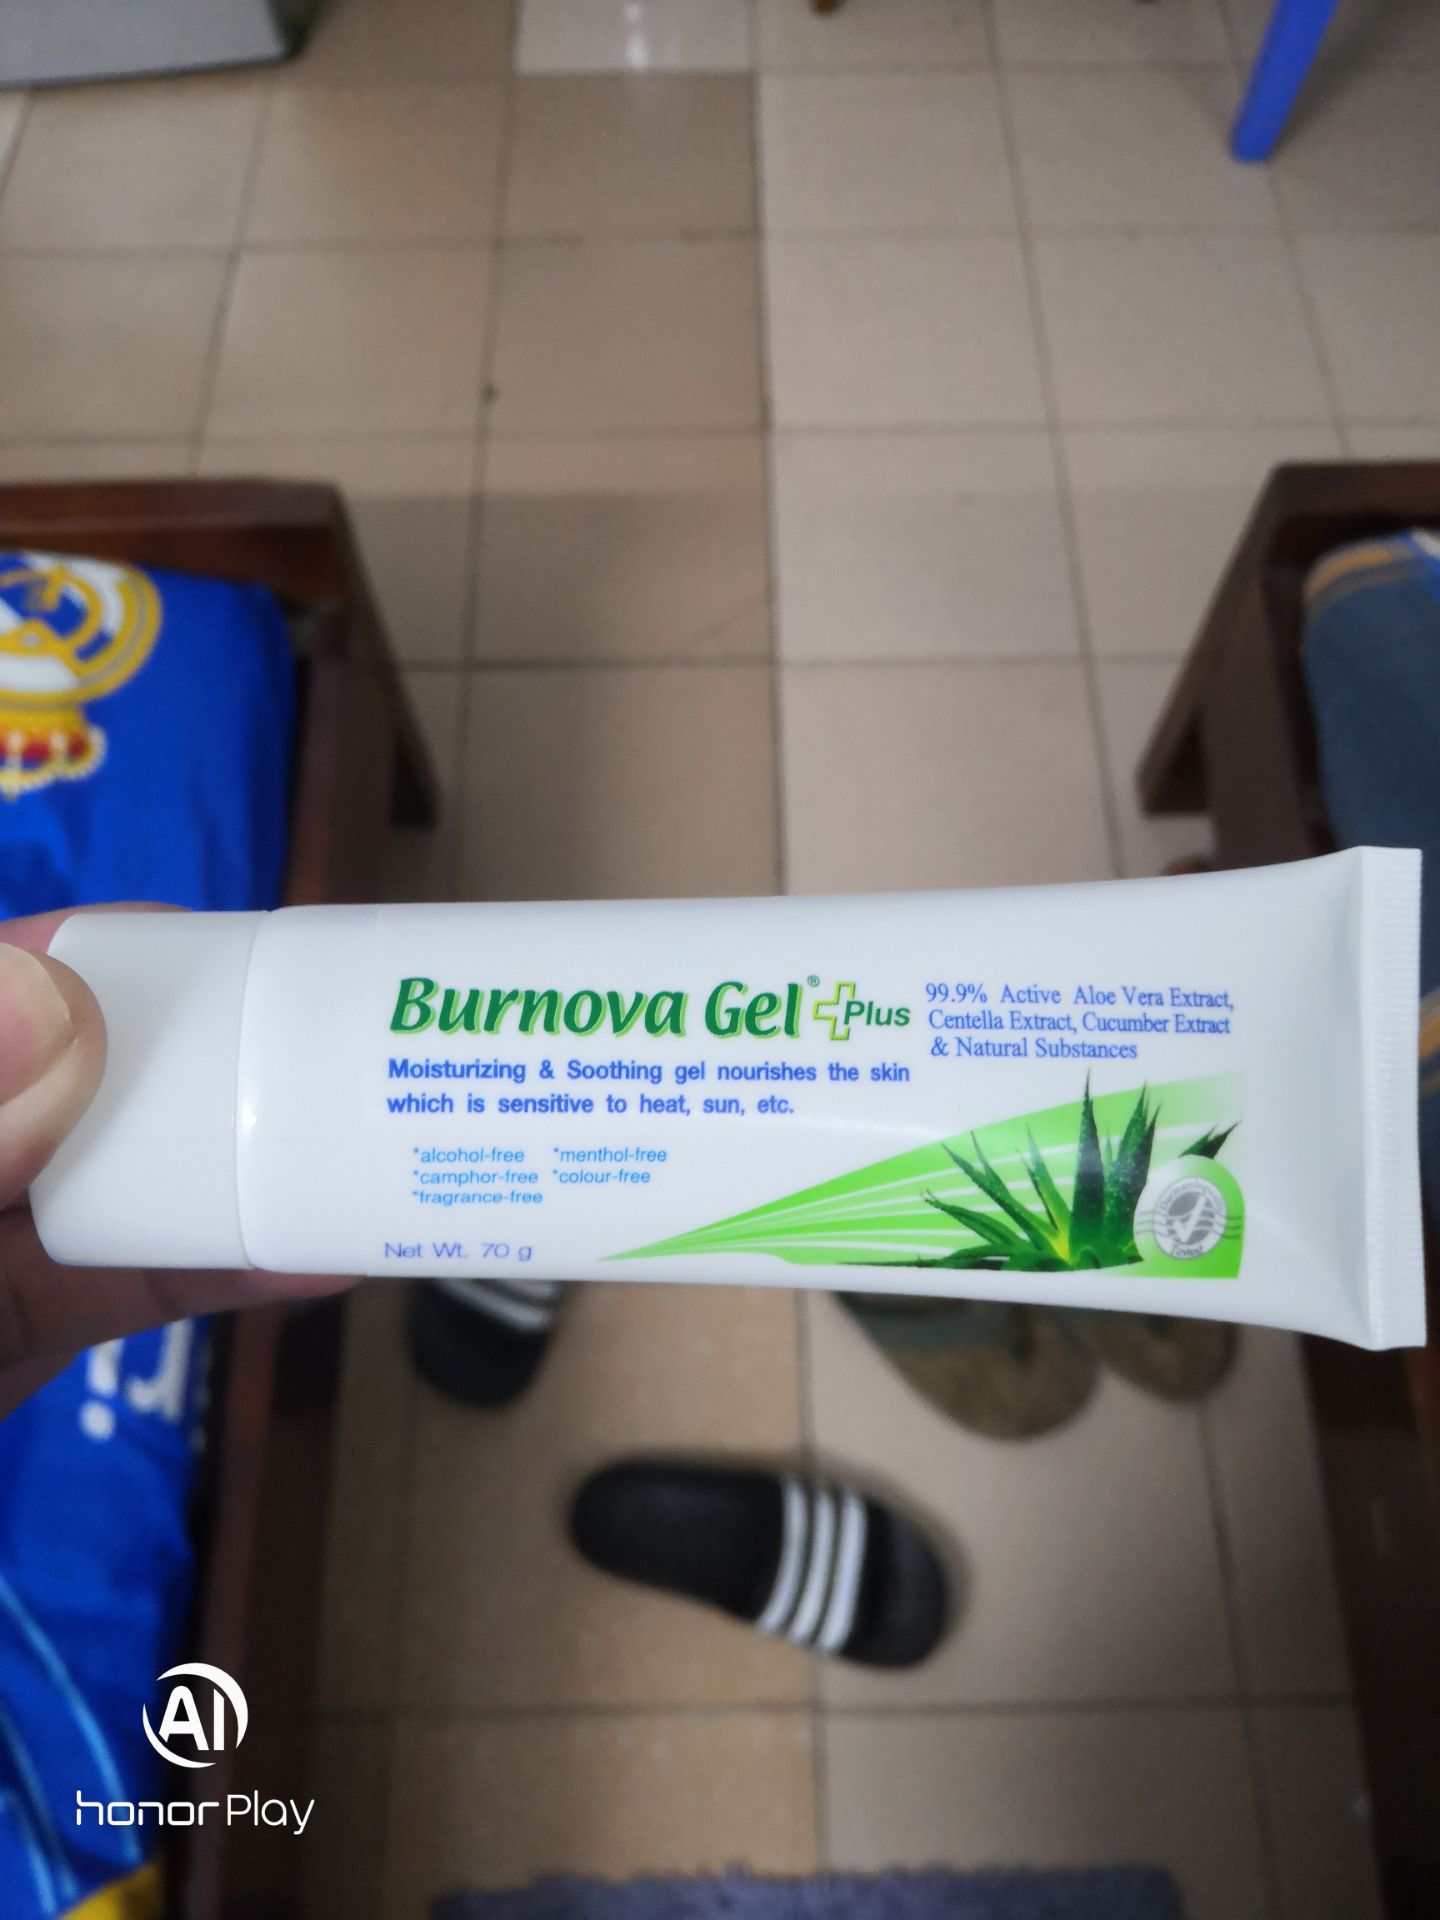 Burnova Gel® Plus
Moisturizing & Soothing gel nourishes the skin
which is sensitive to heat, sun, etc.
*alcohol-free *menthol-free
*camphor-free *colour-free
*fragrance-free
Net Wt. 70 g
99.9% Active Aloe Vera Extract,
Centella Extract, Cucumber Extract
& Natural Substances
Tested
AI
honor Play